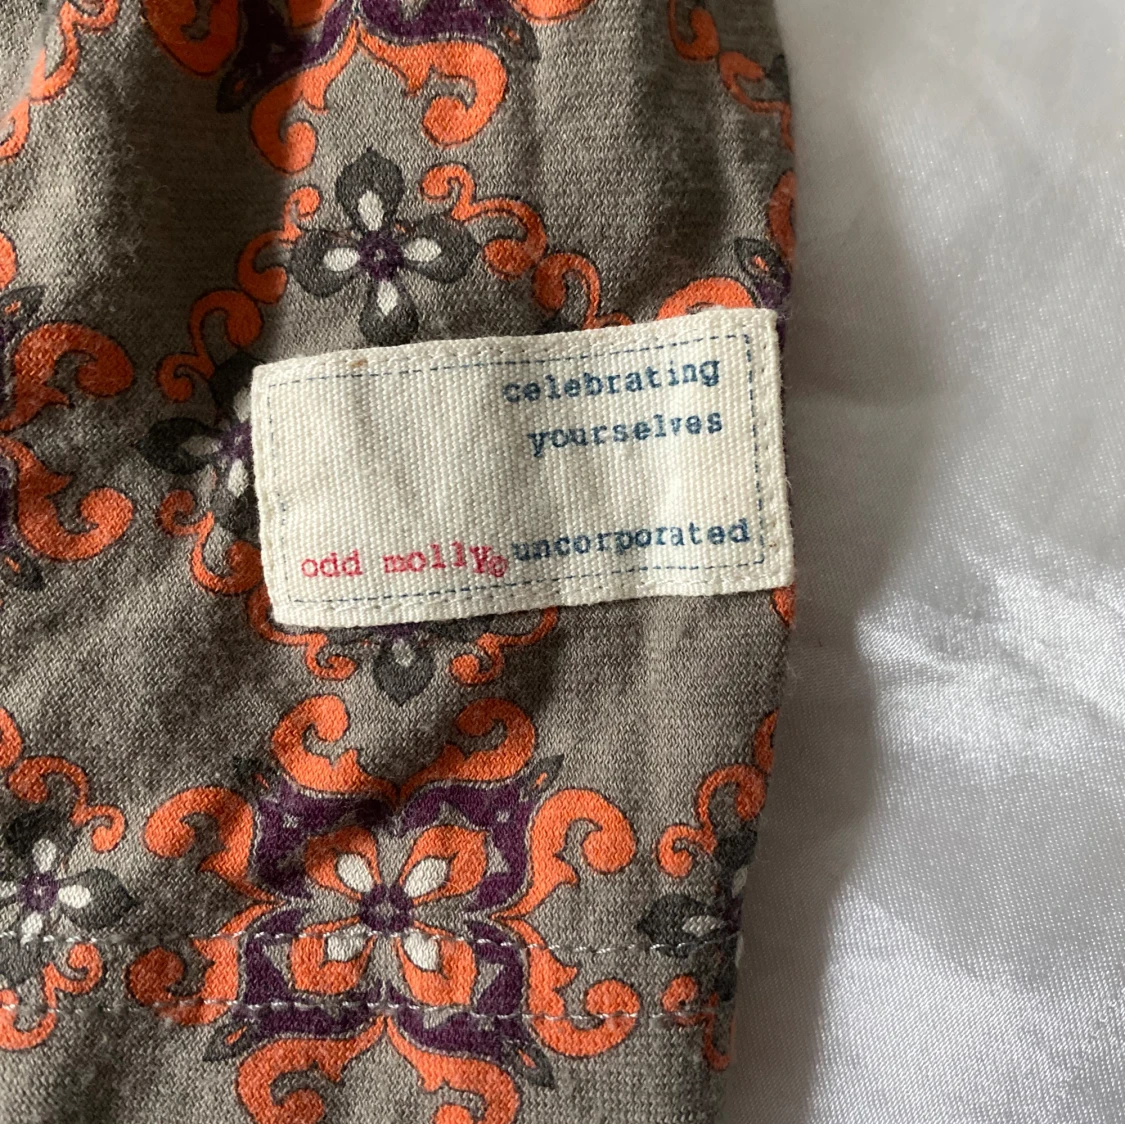 celebrating
yourselves
odd molly® uncorporated